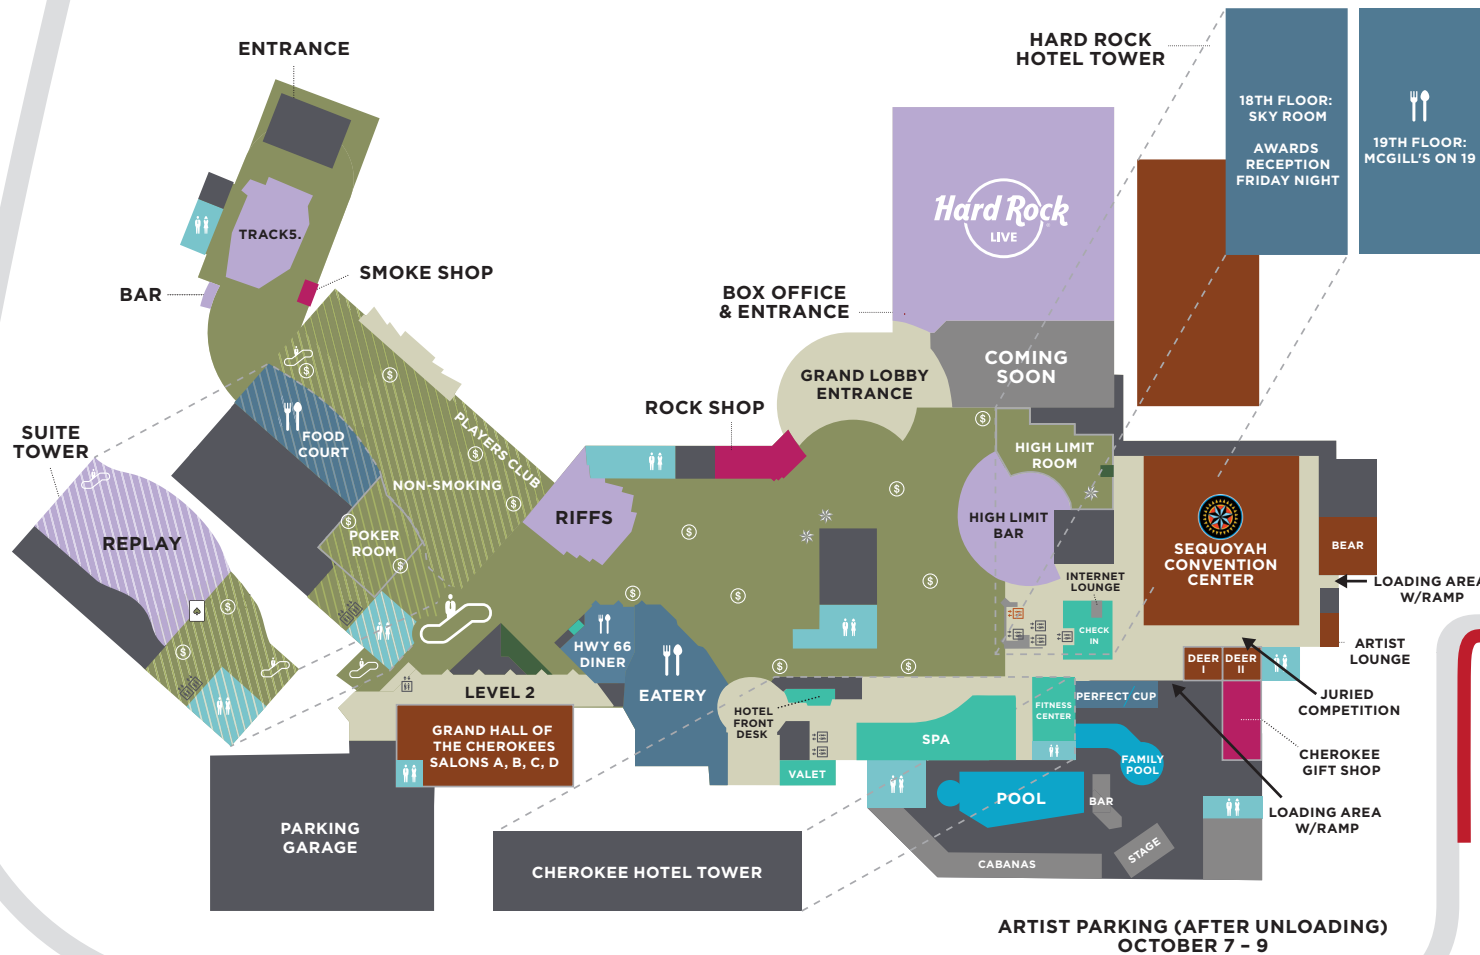 ENTRANCE
HARD ROCK
HOTEL TOWER
18TH FLOOR:
SKY ROOM
AWARDS
RECEPTION
FRIDAY NIGHT
19TH FLOOR:
MCGILL'S ON 19
Hard Rock
LIVE
TRACK5.
BAR
SMOKE SHOP
BOX OFFICE
& ENTRANCE
COMING
SOON
GRAND LOBBY
ENTRANCE
ROCK SHOP
SUITE
TOWER
FOOD
COURT
PLAYERS CLUB
NON-SMOKING
POKER
ROOM
REPLAY
RIFFS
HIGH LIMIT
ROOM
HIGH LIMIT
BAR
INTERNET
LOUNGE
CHECK
IN
SEQUOYAH
CONVENTION
CENTER
BEAR
LOADING AREA
W/RAMP
ARTIST
LOUNGE
DEER
I
DEER
II
JURIED
COMPETITION
CHEROKEE
GIFT SHOP
LOADING AREA
W/RAMP
HWY 66
DINER
EATERY
LEVEL 2
GRAND HALL OF
THE CHEROKEES
SALONS A, B, C, D
HOTEL
FRONT
DESK
VALET
SPA
FITNESS
CENTER
PERFECT CUP
FAMILY
POOL
POOL
BAR
STAGE
CABANAS
PARKING
GARAGE
CHEROKEE HOTEL TOWER
ARTIST PARKING (AFTER UNLOADING)
OCTOBER 7 – 9